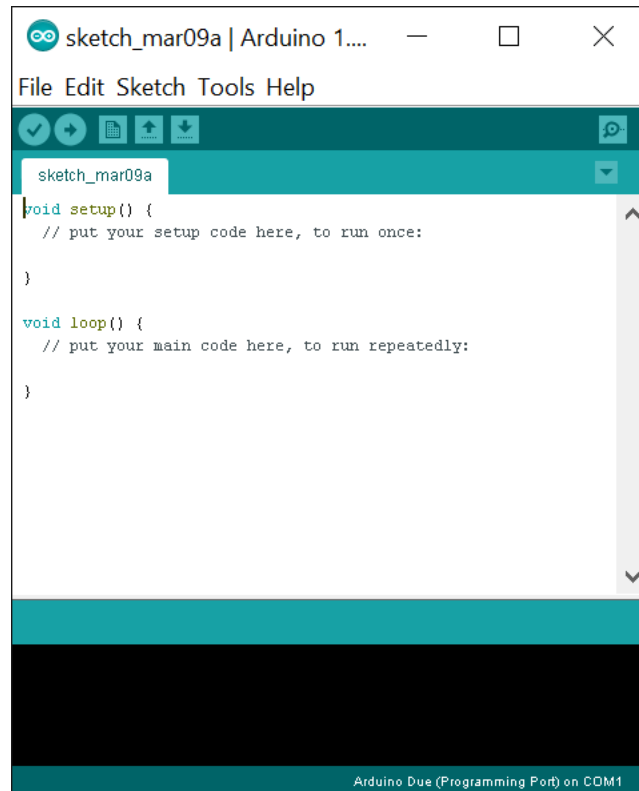 sketch_mar09a | Arduino 1....
File Edit Sketch Tools Help
sketch_mar09a
void setup() {
  // put your setup code here, to run once:
}
void loop() {
  // put your main code here, to run repeatedly:
}
Arduino Due (Programming Port) on COM1